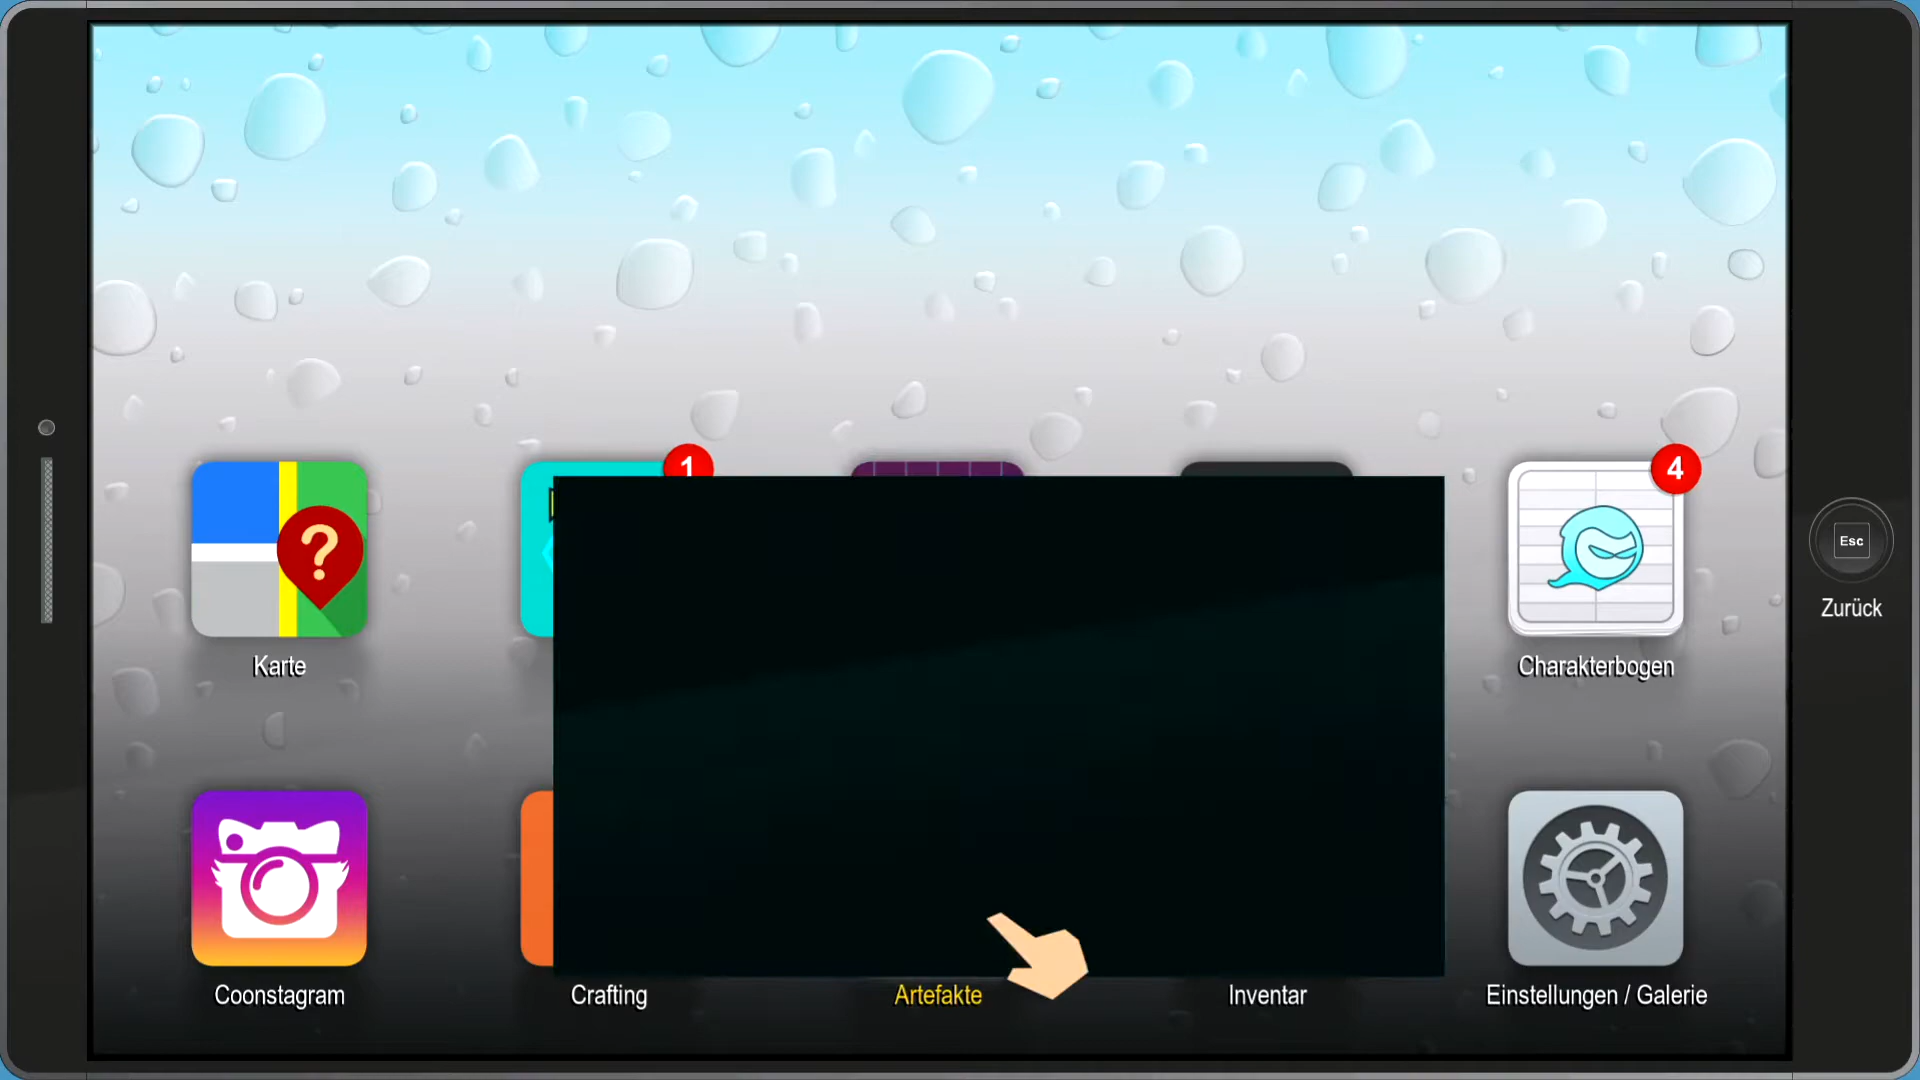 1
4
?
Esc
Zurück
Karte
Charakterbogen
Coonstagram
Crafting
Artefakte
Inventar
Einstellungen / Galerie